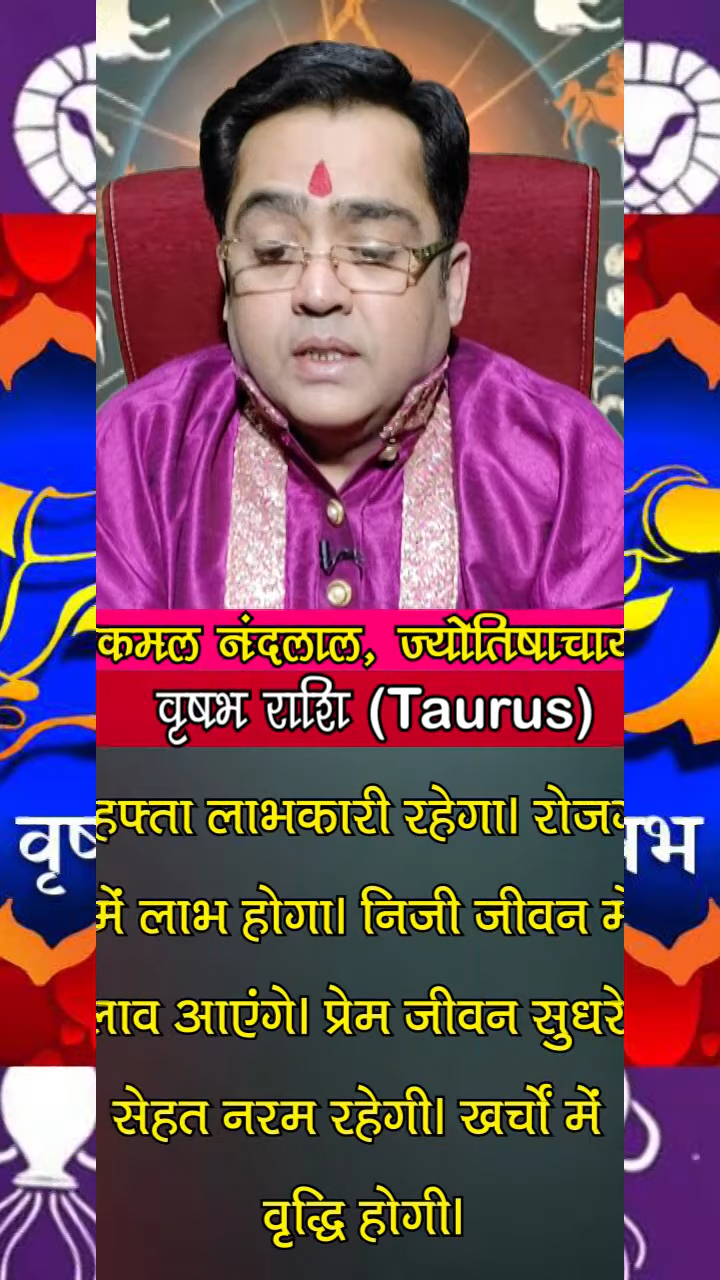 कमल नंदलाल, ज्योतिषाचार्य
वृषभ राशि (Taurus)
हफ्ता लाभकारी रहेगा। रोज
में लाभ होगा। निजी जीवन में
लाव आएंगे। प्रेम जीवन सुधरे
सेहत नरम रहेगी। खर्चों में
वृद्धि होगी।
वृष
भ